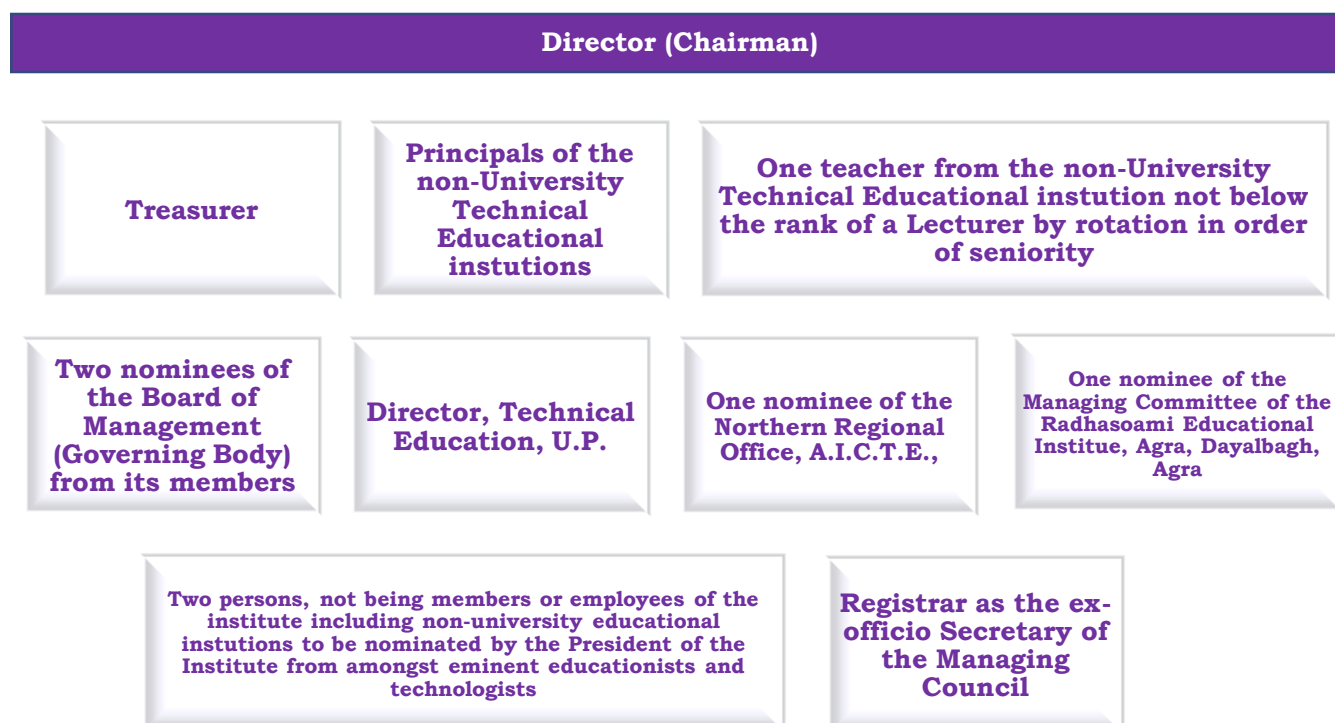 Director (Chairman)
Treasurer
Principals of the
non-University
Technical
Educational
instutions
One teacher from the non-University
Technical Educational instution not below
the rank of a Lecturer by rotation in order
of seniority
Two nominees of
the Board of
Management
(Governing Body)
from its members
Director, Technical
Education, U.P.
One nominee of the
Northern Regional
Office, A.I.C.T.E.,
One nominee of the
Managing Committee of the
Radhasoami Educational
Institue, Agra, Dayalbagh,
Agra
Two persons, not being members or employees of the
institute including non-university educational
instutions to be nominated by the President of the
Institute from amongst eminent educationists and
technologists
Registrar as the ex-
officio Secretary of
the Managing
Council